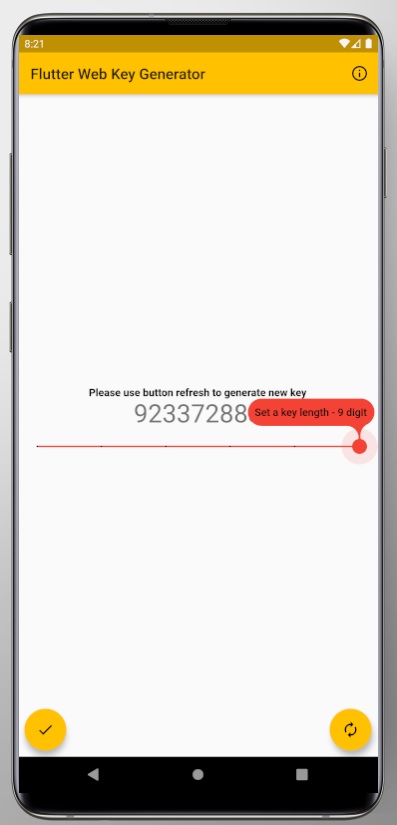 8:21
Flutter Web Key Generator
Please use button refresh to generate new key
92337288
Set a key length - 9 digit